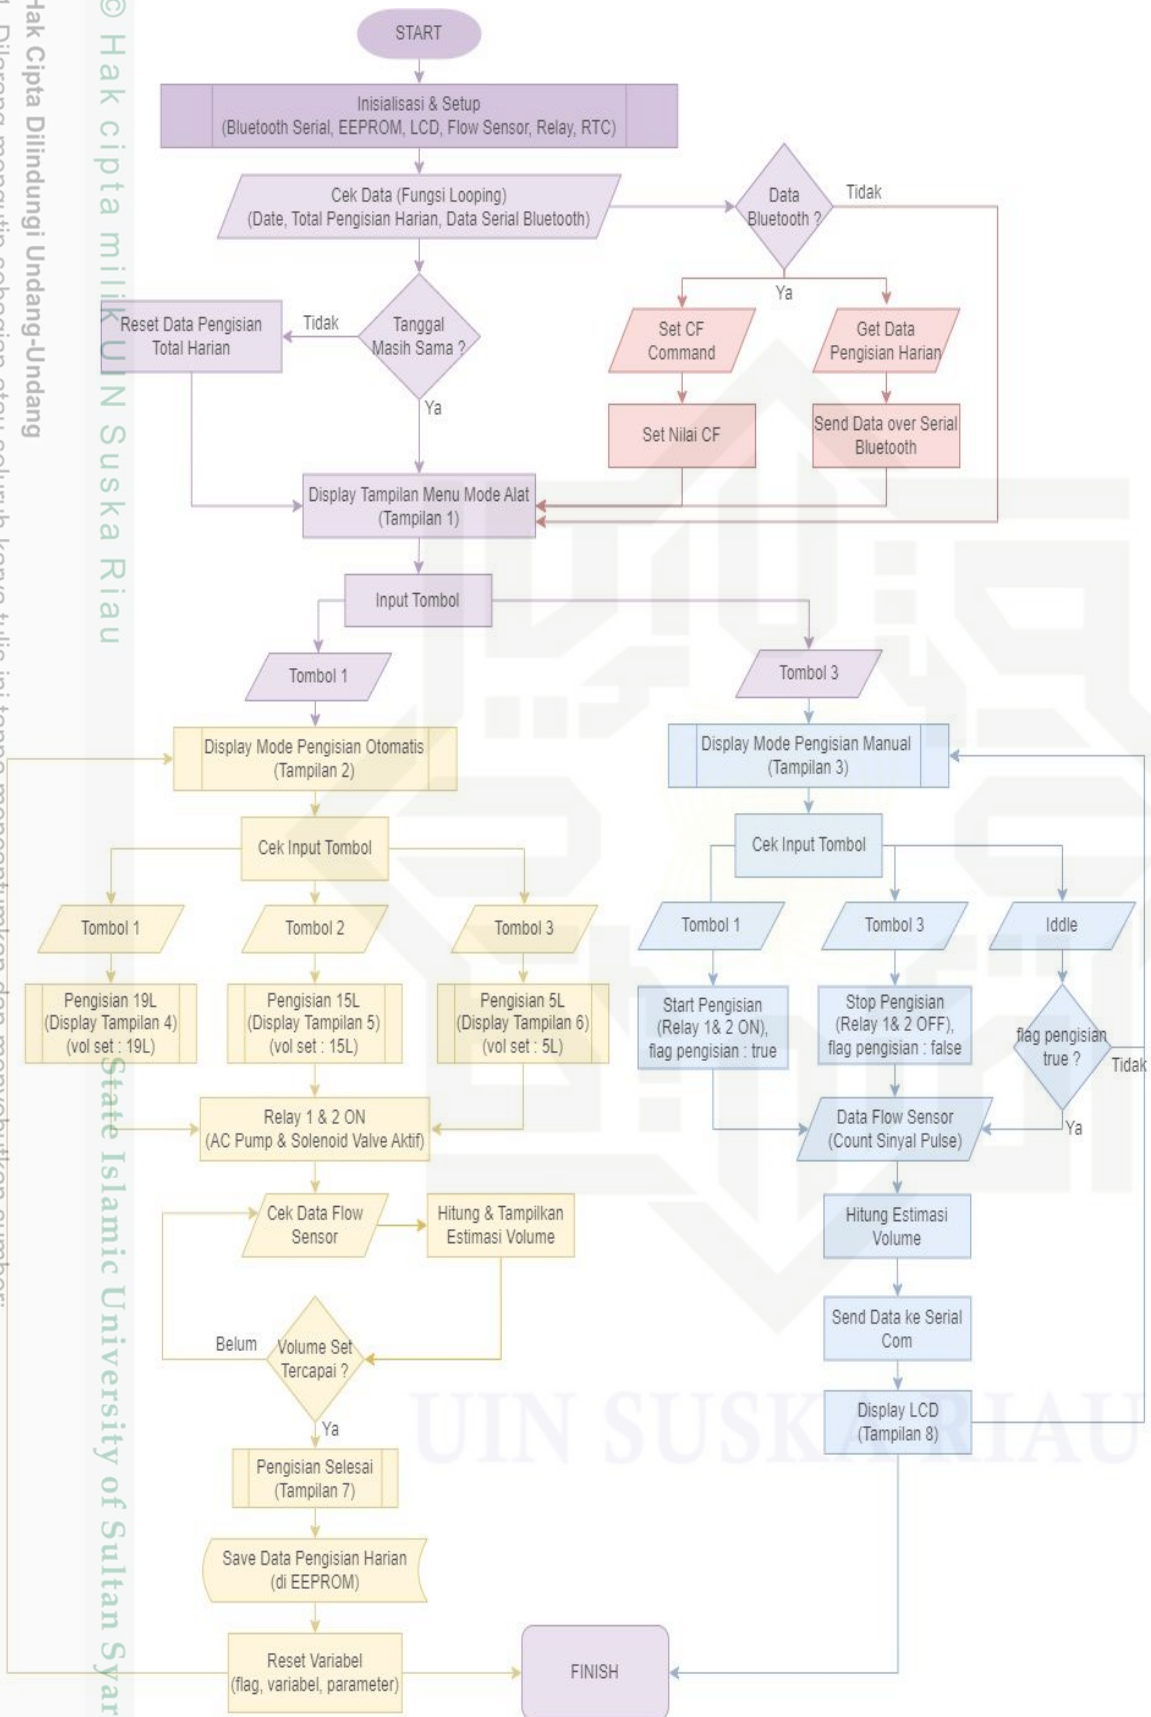 START
Inisialisasi & Setup
(Bluetooth Serial, EEPROM, LCD, Flow Sensor, Relay, RTC)
Cek Data (Fungsi Looping)
(Date, Total Pengisian Harian, Data Serial Bluetooth)
Data
Bluetooth ?
Tidak
Ya
Reset Data Pengisian
Total Harian
Tidak
Tanggal
Masih Sama ?
Ya
Set CF
Command
Get Data
Pengisian Harian
Set Nilai CF
Send Data over Serial
Bluetooth
Display Tampilan Menu Mode Alat
(Tampilan 1)
Input Tombol
Tombol 1
Tombol 3
Display Mode Pengisian Otomatis
(Tampilan 2)
Display Mode Pengisian Manual
(Tampilan 3)
Cek Input Tombol
Cek Input Tombol
Tombol 1
Tombol 2
Tombol 3
Tombol 1
Tombol 3
Iddle
Pengisian 19L
(Display Tampilan 4)
(vol set : 19L)
Pengisian 15L
(Display Tampilan 5)
(vol set : 15L)
Pengisian 5L
(Display Tampilan 6)
(vol set : 5L)
Start Pengisian
(Relay 1& 2 ON),
flag pengisian : true
Stop Pengisian
(Relay 1& 2 OFF),
flag pengisian : false
flag pengisian
true ?
Tidak
Ya
Relay 1 & 2 ON
(AC Pump & Solenoid Valve Aktif)
Data Flow Sensor
(Count Sinyal Pulse)
Cek Data Flow
Sensor
Hitung & Tampilkan
Estimasi Volume
Hitung Estimasi
Volume
Belum
Volume Set
Tercapai ?
Ya
Send Data ke Serial
Com
Display LCD
(Tampilan 8)
Pengisian Selesai
(Tampilan 7)
Save Data Pengisian Harian
(di EEPROM)
Reset Variabel
(flag, variabel, parameter)
FINISH
© Hak cipta milik UIN Suska Riau
State Islamic University of Sultan Syar
Hak Cipta Dilindungi Undang-Undang
UIN SUSKA RIAU